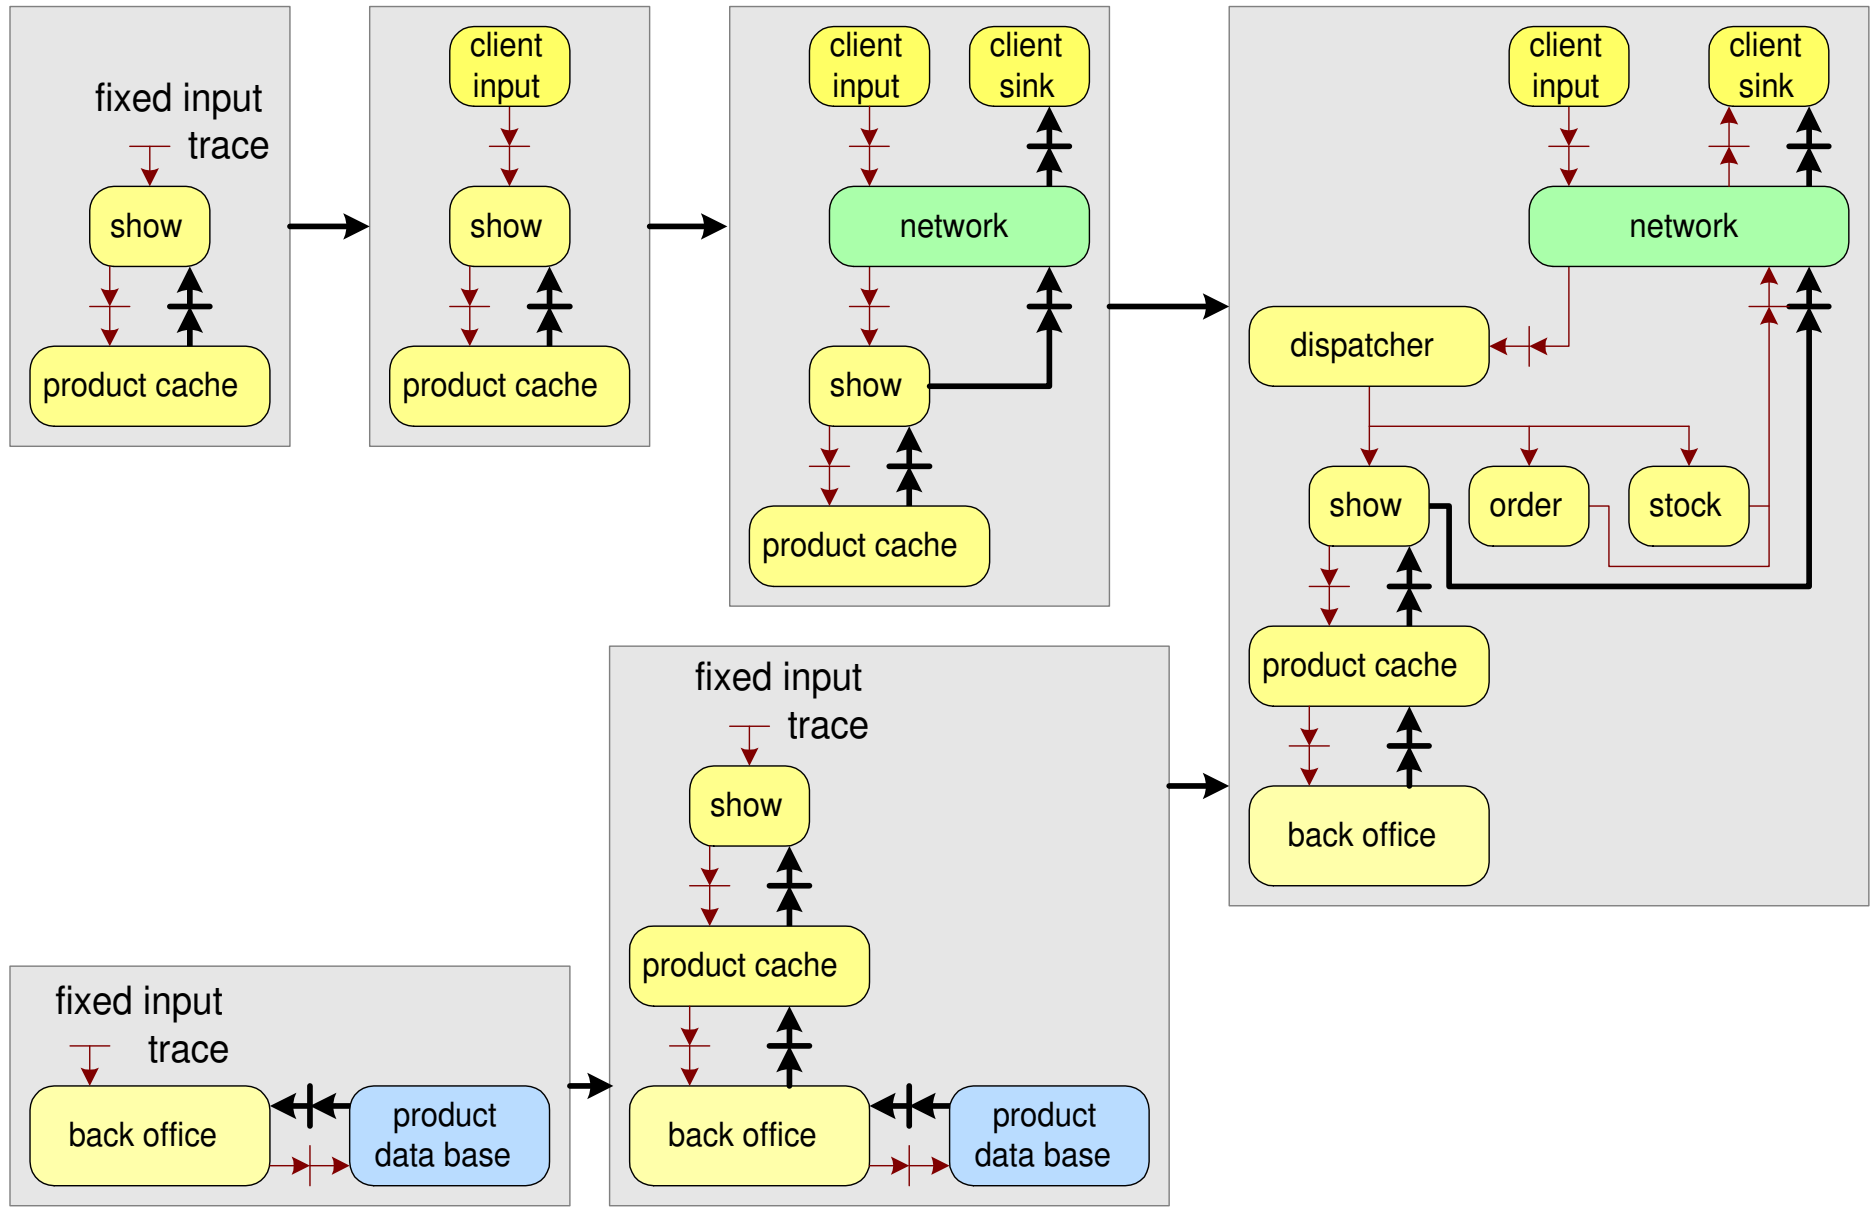 fixed input
trace
show
product cache
client
input
show
product cache
client
input
client
sink
network
show
product cache
client
input
client
sink
network
dispatcher
show
order
stock
product cache
back office
fixed input
trace
back office
product
data base
fixed input
trace
show
product cache
back office
product
data base